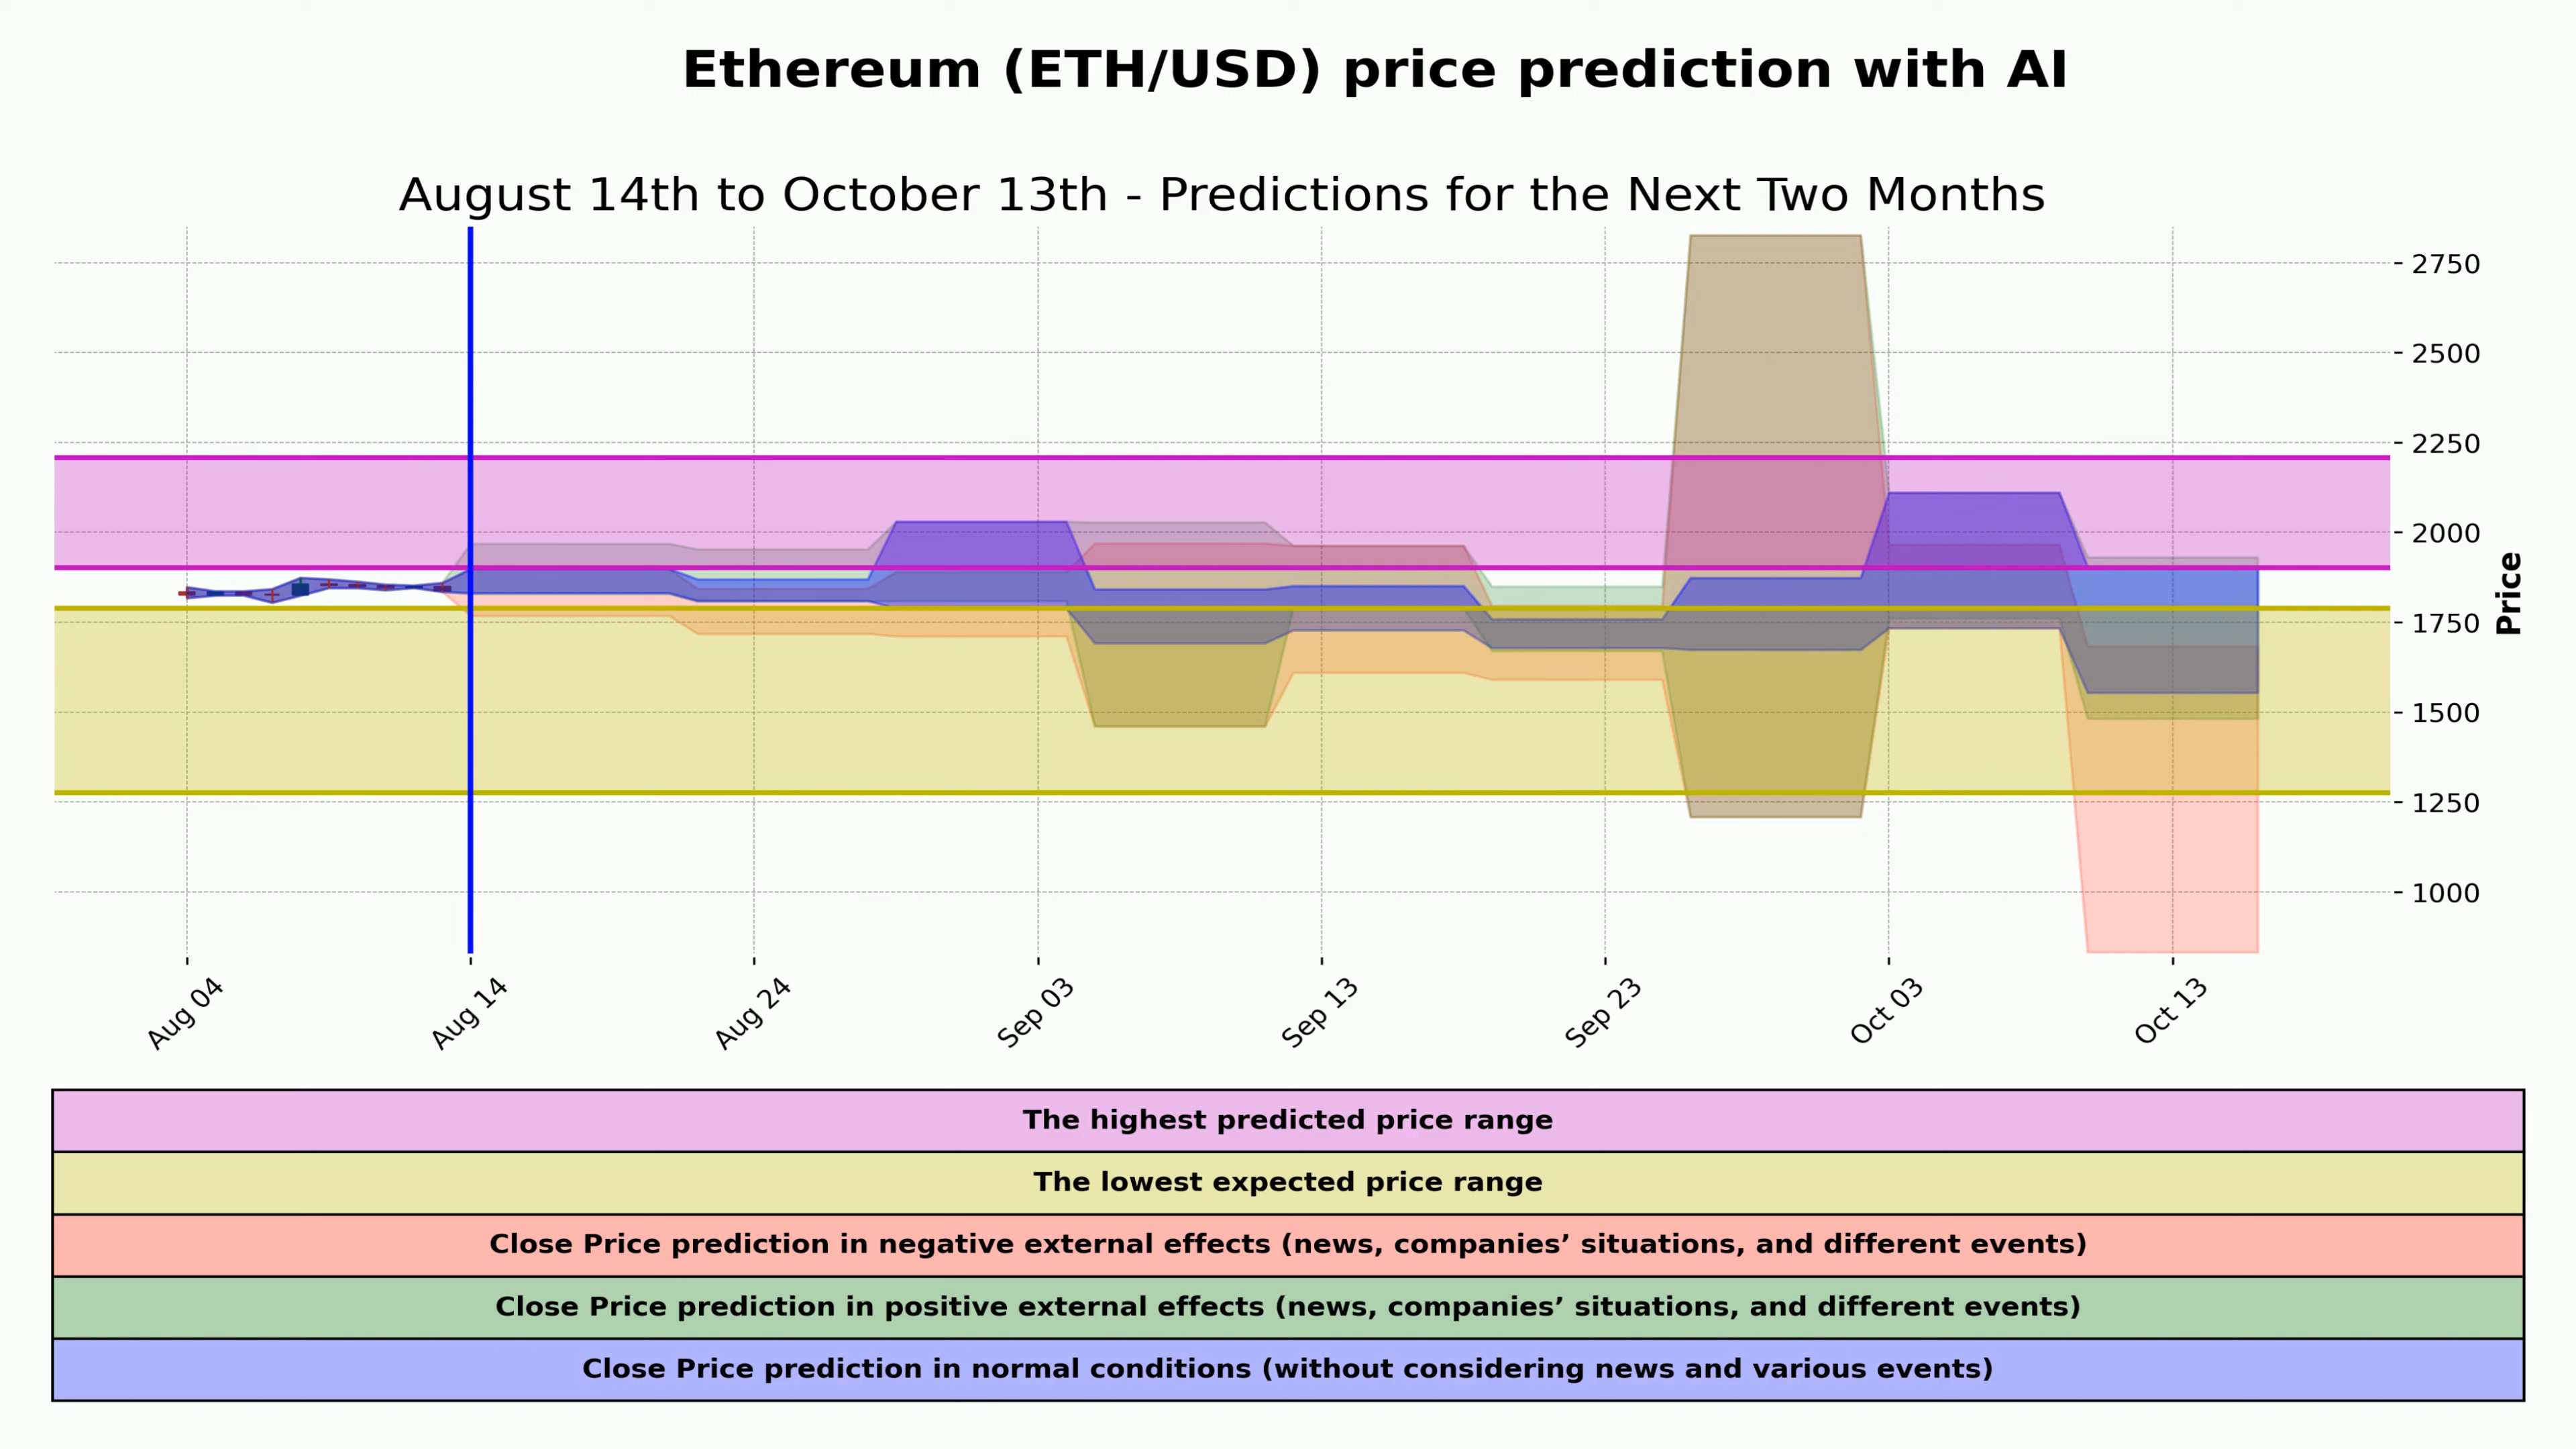 Ethereum (ETH/USD) price prediction with AI
August 14th to October 13th - Predictions for the Next Two Months
2750
2500
2250
2000
1750
1500
1250
1000
Price
Aug 04
Aug 14
Aug 24
Sep 03
Sep 13
Sep 23
Oct 03
Oct 13
The highest predicted price range
The lowest expected price range
Close Price prediction in negative external effects (news, companies’ situations, and different events)
Close Price prediction in positive external effects (news, companies’ situations, and different events)
Close Price prediction in normal conditions (without considering news and various events)